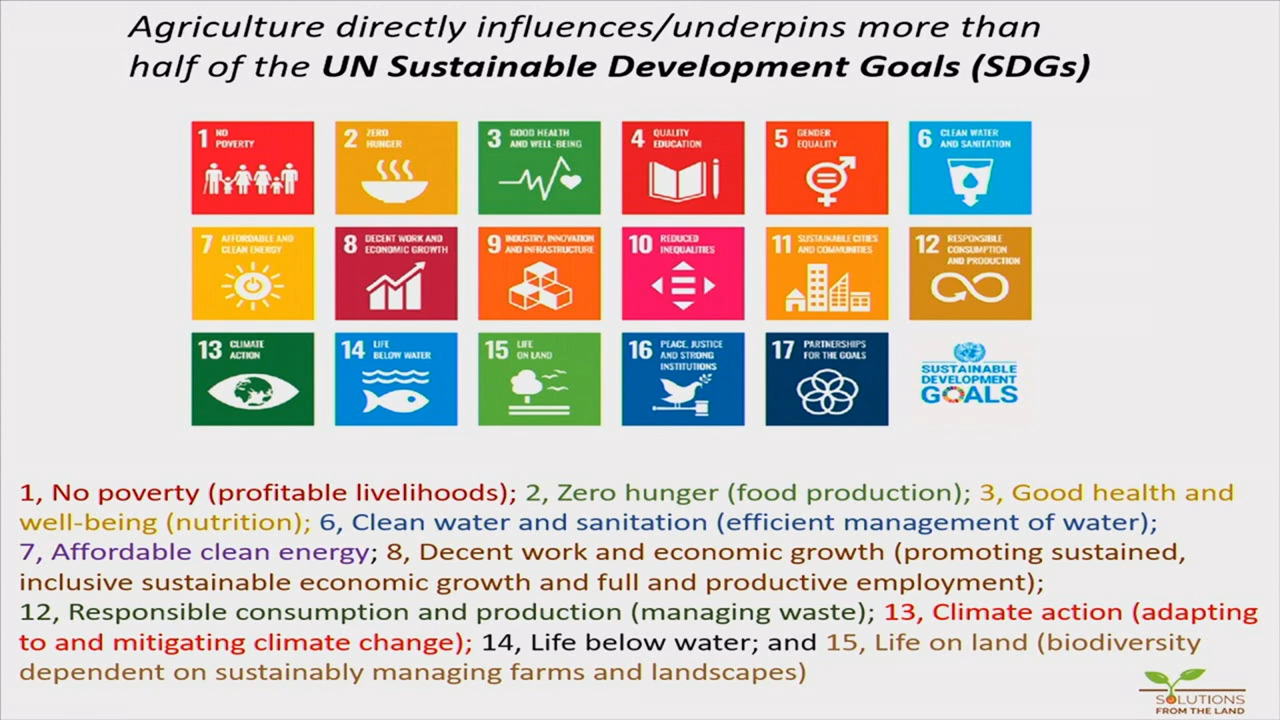 Agriculture directly influences/underpins more than
half of the UN Sustainable Development Goals (SDGs)
1 NO
POVERTY
2 ZERO
HUNGER
3 GOOD HEALTH
AND WELL-BEING
4 QUALITY
EDUCATION
5 GENDER
EQUALITY
6 CLEAN WATER
AND SANITATION
7 AFFORDABLE AND
CLEAN ENERGY
8 DECENT WORK AND
ECONOMIC GROWTH
9 INDUSTRY, INNOVATION
AND INFRASTRUCTURE
10 REDUCED
INEQUALITIES
11 SUSTAINABLE CITIES
AND COMMUNITIES
12 RESPONSIBLE
CONSUMPTION
AND PRODUCTION
13 CLIMATE
ACTION
14 LIFE
BELOW WATER
15 LIFE
ON LAND
16 PEACE, JUSTICE
AND STRONG
INSTITUTIONS
17 PARTNERSHIPS
FOR THE GOALS
SUSTAINABLE
DEVELOPMENT
GOALS
1, No poverty (profitable livelihoods); 2, Zero hunger (food production); 3, Good health and
well-being (nutrition); 6, Clean water and sanitation (efficient management of water);
7, Affordable clean energy; 8, Decent work and economic growth (promoting sustained,
inclusive sustainable economic growth and full and productive employment);
12, Responsible consumption and production (managing waste); 13, Climate action (adapting
to and mitigating climate change); 14, Life below water; and 15, Life on land (biodiversity
dependent on sustainably managing farms and landscapes)
SOLUTIONS
FROM THE LAND